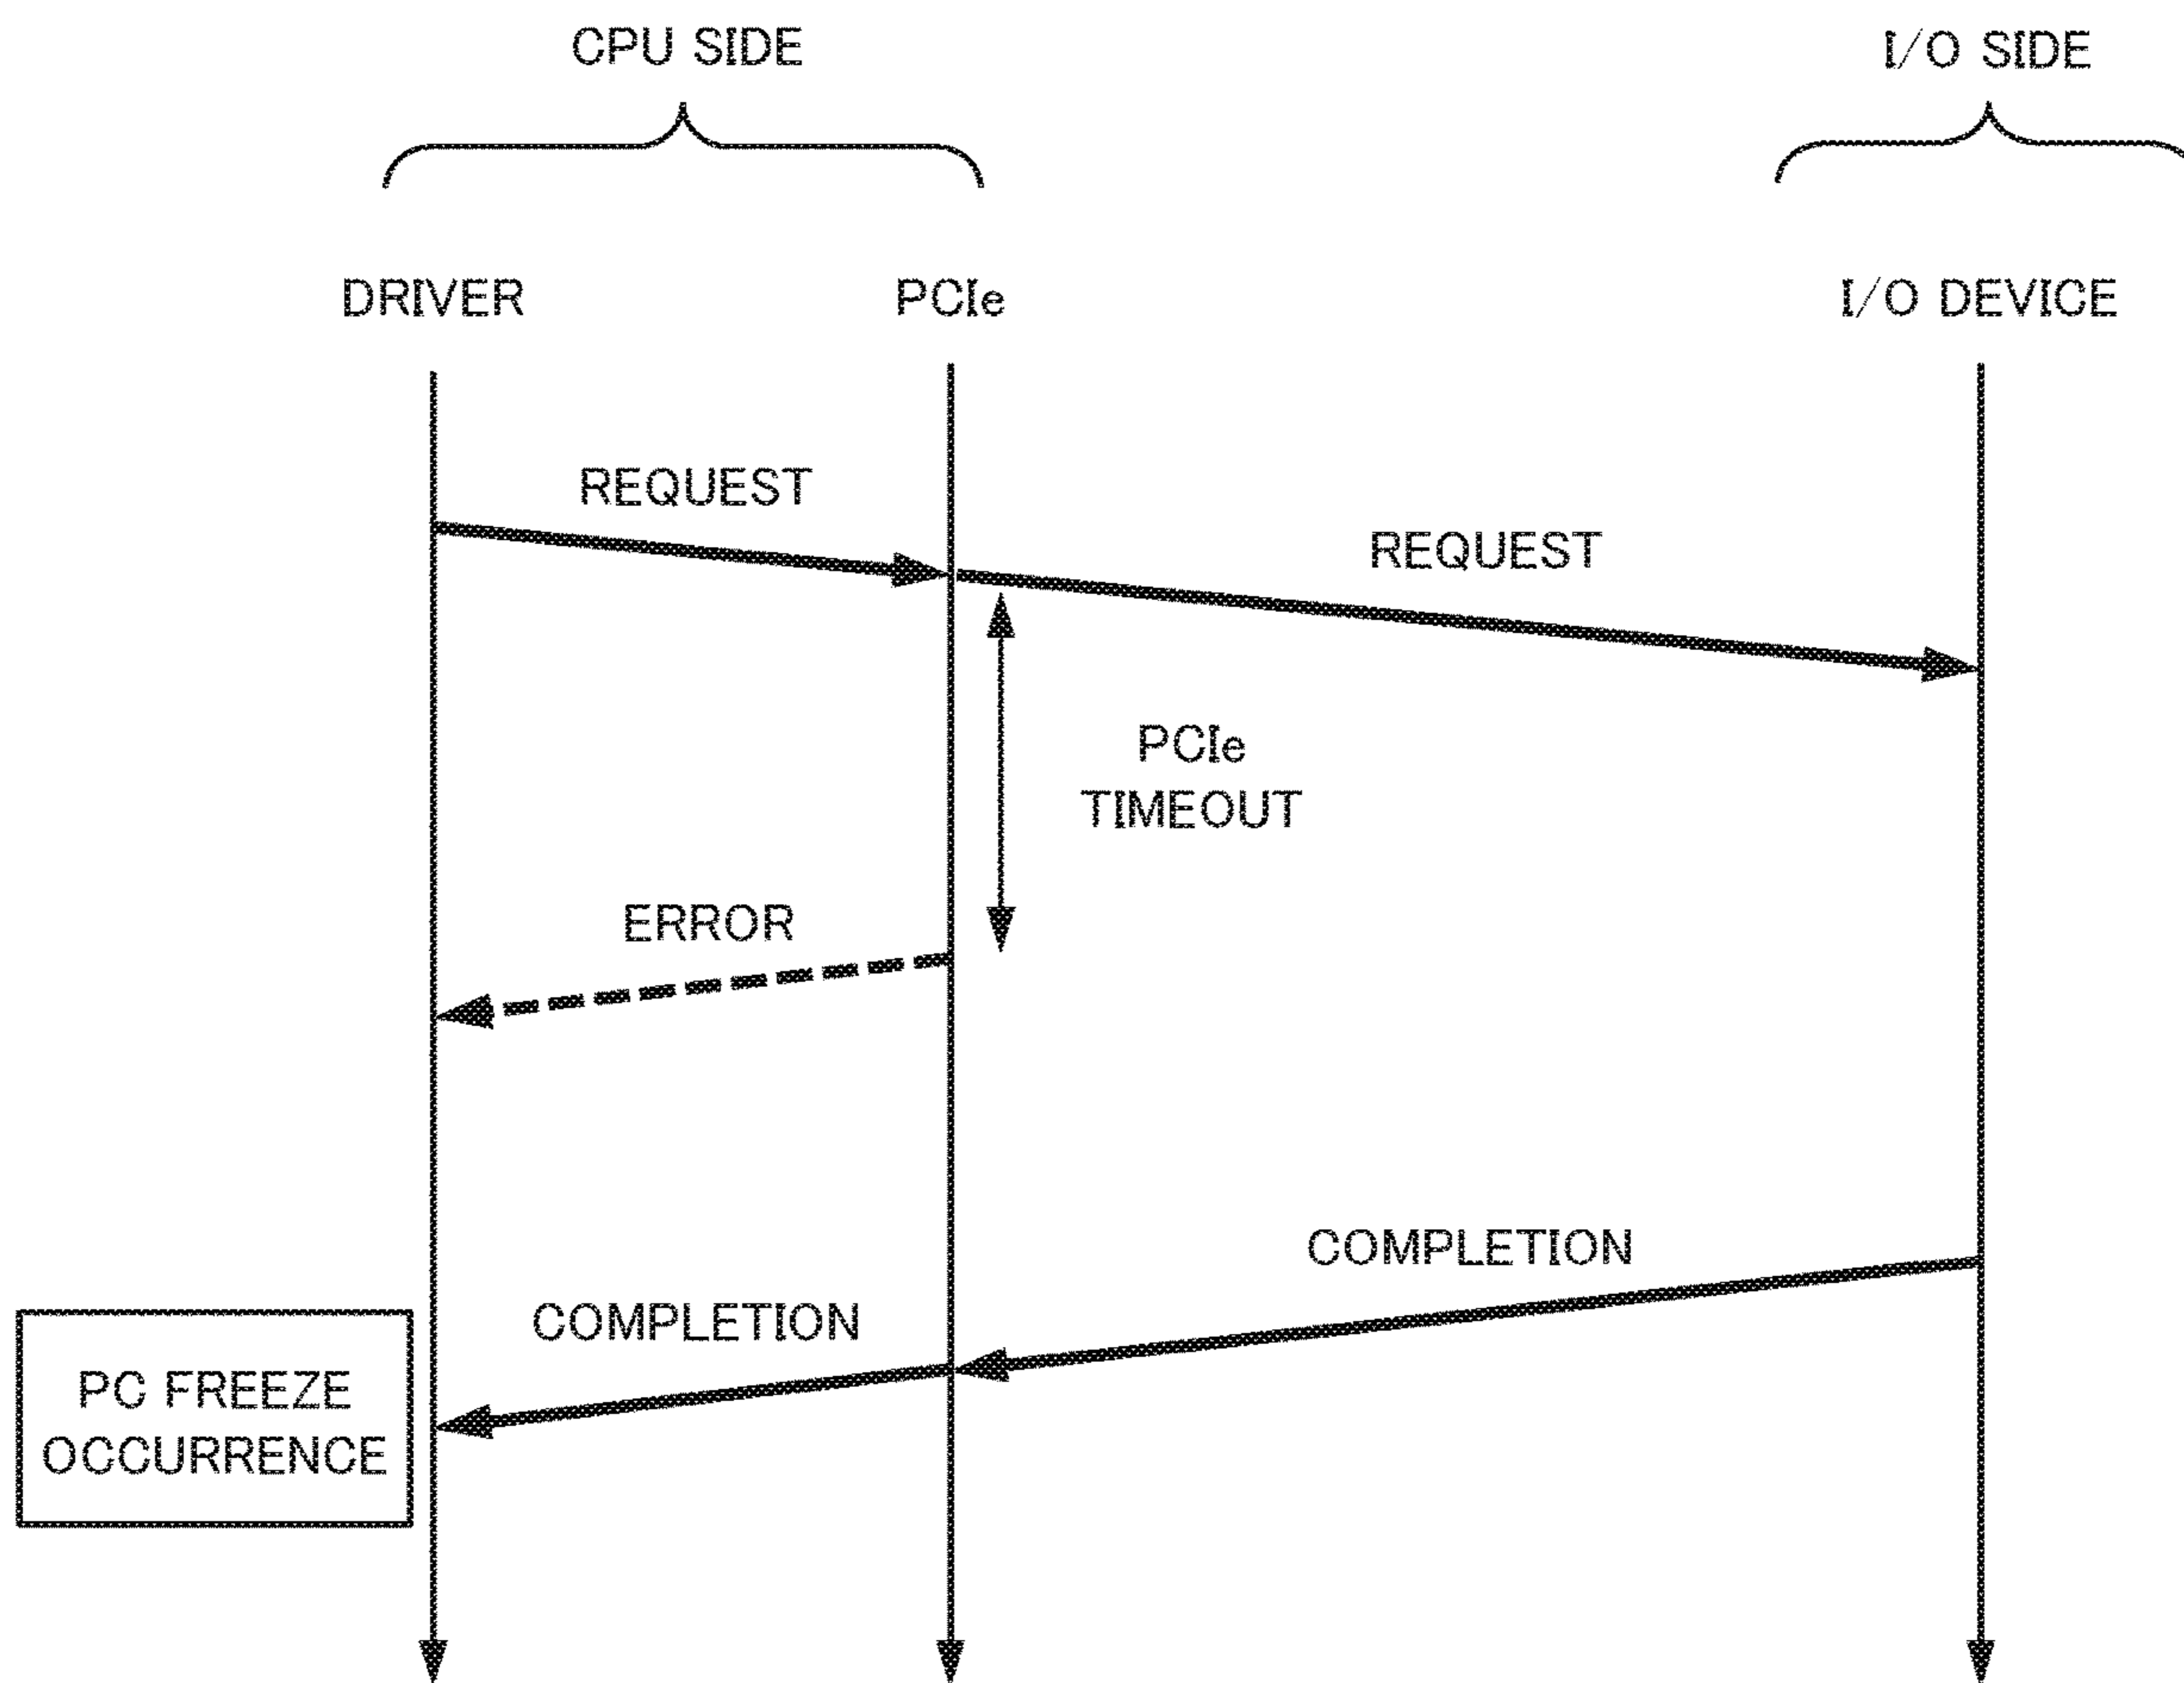 CPU SIDE
I/O SIDE
DRIVER
PCIe
I/O DEVICE
REQUEST
REQUEST
PCIe
TIMEOUT
ERROR
COMPLETION
COMPLETION
PC FREEZE
OCCURRENCE